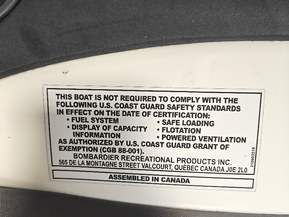 THIS BOAT IS NOT REQUIRED TO COMPLY WITH THE
FOLLOWING U.S. COAST GUARD SAFETY STANDARDS
IN EFFECT ON THE DATE OF CERTIFICATION:
• FUEL SYSTEM • SAFE LOADING
• DISPLAY OF CAPACITY • FLOTATION
INFORMATION • POWERED VENTILATION
AS AUTHORIZED BY U.S. COAST GUARD GRANT OF
EXEMPTION (CGB 88-001).
BOMBARDIER RECREATIONAL PRODUCTS INC.
565 DE LA MONTAGNE STREET VALCOURT, QUEBEC CANADA J0E 2L0
ASSEMBLED IN CANADA